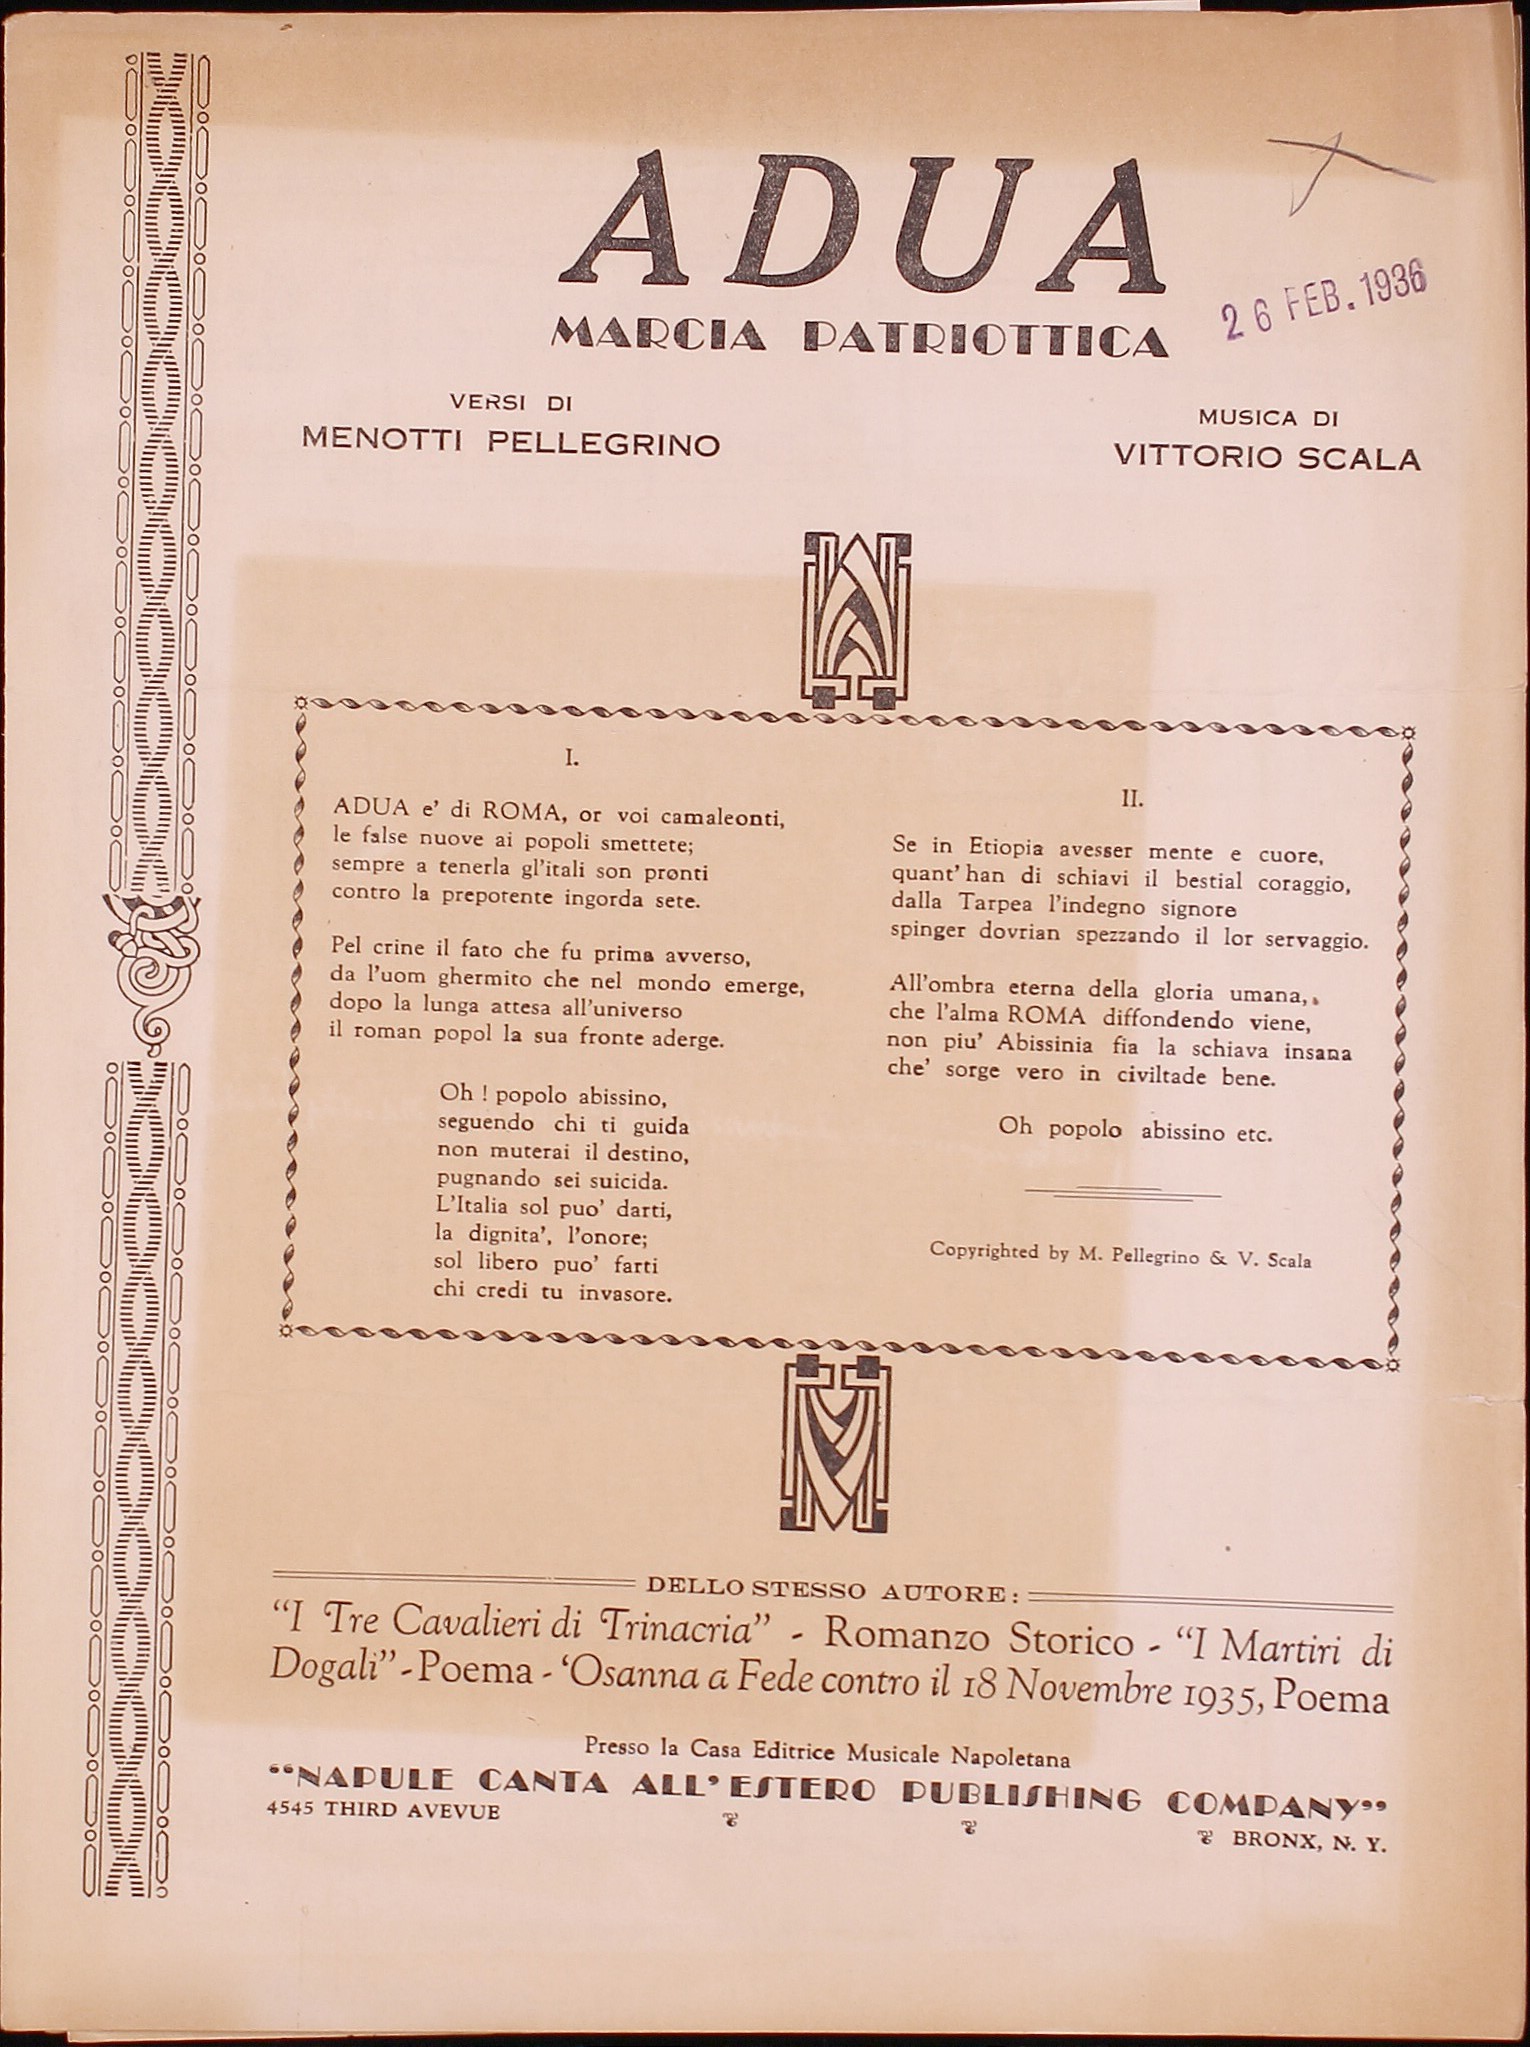 ADUA
MARCIA PATRIOTTICA
26 FEB. 1936
VERSI DI
MENOTTI PELLEGRINO
MUSICA DI
VITTORIO SCALA
I.
ADUA e' di ROMA, or voi camaleonti,
le false nuove ai popoli smettete;
sempre a tenerla gl'itali son pronti
contro la prepotente ingorda sete.
Pel crine il fato che fu prima avverso,
da l'uom ghermito che nel mondo emerge,
dopo la lunga attesa all'universo
il roman popol la sua fronte aderge.
Oh ! popolo abissino,
seguendo chi ti guida
non muterai il destino,
pugnando sei suicida.
L'Italia sol puo' darti,
la dignita', l'onore;
sol libero puo' farti
chi credi tu invasore.
II.
Se in Etiopia avesser mente e cuore,
quant' han di schiavi il bestial coraggio,
dalla Tarpea l'indegno signore
spinger dovrian spezzando il lor servaggio.
All'ombra eterna della gloria umana,
che l'alma ROMA diffondendo viene,
non piu' Abissinia fia la schiava insana
che' sorge vero in civiltade bene.
Oh popolo abissino etc.
Copyrighted by M. Pellegrino & V. Scala
DELLO STESSO AUTORE:
"I Tre Cavalieri di Trinacria" - Romanzo Storico - "I Martiri di
Dogali" - Poema - 'Osanna a Fede contro il 18 Novembre 1935, Poema
Presso la Casa Editrice Musicale Napoletana
"NAPULE CANTA ALL'ESTERO PUBLISHING COMPANY"
4545 THIRD AVEVUE
BRONX, N. Y.